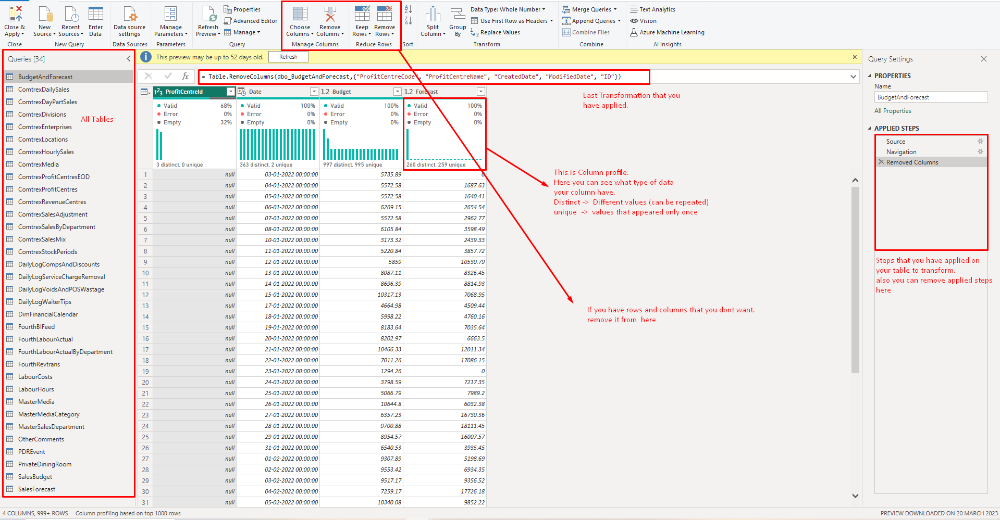 Close &
Apply
Close
New
Source
Recent
Sources
Enter
Data
New Query
Data source
settings
Data Sources
Manage
Parameters
Parameters
Refresh
Preview
Properties
Advanced Editor
Manage
Query
Choose
Columns
Remove
Columns
Manage Columns
Keep
Rows
Remove
Rows
Reduce Rows
Sort
Split
Column
Group
By
Data Type: Whole Number
Use First Row as Headers
Replace Values
Transform
Merge Queries
Append Queries
Combine Files
Combine
Text Analytics
Vision
Azure Machine Learning
AI Insights
Queries [34]
BudgetAndForecast
ComtrexDailySales
ComtrexDayPartSales
ComtrexDivisions
All Tables
ComtrexEnterprises
ComtrexLocations
ComtrexHourlySales
ComtrexMedia
ComtrexProfitCentresEOD
ComtrexProfitCentres
ComtrexRevenueCentres
ComtrexSalesAdjustment
ComtrexSalesByDepartment
ComtrexSalesMix
ComtrexStockPeriods
DailyLogCompsAndDiscounts
DailyLogServiceChargeRemoval
DailyLogVoidsAndPOSWastage
DailyLogWaiterTips
DimFinancialCalendar
FourthBIFeed
FourthLabourActual
FourthLabourActualByDepartment
FourthRevtrans
LabourCosts
LabourHours
MasterMedia
MasterMediaCategory
MasterSalesDepartment
OtherComments
PDREvent
PrivateDiningRoom
SalesBudget
SalesForecast
This preview may be up to 52 days old. Refresh
fx = Table.RemoveColumns(dbo_BudgetAndForecast,{"ProfitCentreCode", "ProfitCentreName", "CreatedDate", "ModifiedDate", "ID"})
123 ProfitCentreId Date 1.2 Budget 1.2 Forecast
Valid 68% Valid 100% Valid 100% Valid 100%
Error 0% Error 0% Error 0% Error 0%
Empty 32% Empty 0% Empty 0% Empty 0%
3 distinct, 0 unique 363 distinct, 2 unique 997 distinct, 995 unique 260 distinct, 259 unique
1 null 03-01-2022 00:00:00 5735.89 0
2 null 04-01-2022 00:00:00 5572.58 1687.63
3 null 05-01-2022 00:00:00 5572.58 1640.41
4 null 06-01-2022 00:00:00 6269.15 2654.54
5 null 07-01-2022 00:00:00 5572.58 2962.77
6 null 08-01-2022 00:00:00 6105.84 3598.49
7 null 10-01-2022 00:00:00 3173.32 2439.33
8 null 11-01-2022 00:00:00 5220.84 3857.72
9 null 12-01-2022 00:00:00 5859 10530.79
10 null 13-01-2022 00:00:00 8087.11 8326.45
11 null 14-01-2022 00:00:00 8696.39 8814.93
12 null 15-01-2022 00:00:00 10317.13 7068.95
13 null 17-01-2022 00:00:00 4664.98 4509.44
14 null 18-01-2022 00:00:00 5998.22 4760.16
15 null 19-01-2022 00:00:00 8183.64 7035.64
16 null 20-01-2022 00:00:00 8202.97 6663.5
17 null 21-01-2022 00:00:00 10466.33 12011.34
18 null 22-01-2022 00:00:00 7011.26 17086.15
19 null 23-01-2022 00:00:00 1294.26 0
20 null 24-01-2022 00:00:00 3798.59 7217.35
21 null 25-01-2022 00:00:00 5066.79 7989.2
22 null 26-01-2022 00:00:00 10644.8 6032.38
23 null 27-01-2022 00:00:00 6357.23 16730.36
24 null 28-01-2022 00:00:00 9700.88 18111.45
25 null 29-01-2022 00:00:00 8954.57 16007.57
26 null 31-01-2022 00:00:00 6540.53 3935.45
27 null 01-02-2022 00:00:00 9307.89 5198.69
28 null 02-02-2022 00:00:00 9553.42 6934.35
29 null 03-02-2022 00:00:00 9517.17 9356.52
30 null 04-02-2022 00:00:00 7259.17 17726.18
31 null 05-02-2022 00:00:00 10340.08 9852.22
Last Transformation that you
have applied.
This is Column profile.
Here you can see what type of data
your column have.
Distinct -> Different values (can be repeated)
unique -> values that appeared only once
If you have rows and columns that you dont want.
remove it from here
Query Settings
PROPERTIES
Name
BudgetAndForecast
All Properties
APPLIED STEPS
Source
Navigation
Removed Columns
Steps that you have applied on
your table to transform.
also you can remove applied steps
here
4 COLUMNS, 999+ ROWS Column profiling based on top 1000 rows
PREVIEW DOWNLOADED ON 20 MARCH 2023